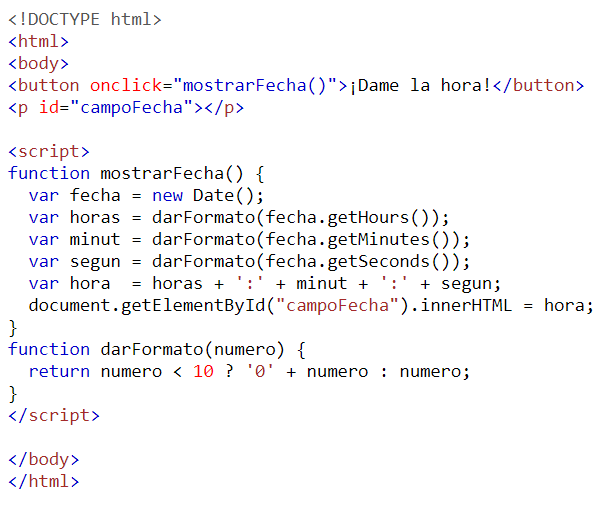 <!DOCTYPE html>
<html>
<body>
<button onclick="mostrarFecha()">¡Dame la hora!</button>
<p id="campoFecha"></p>

<script>
function mostrarFecha() {
  var fecha = new Date();
  var horas = darFormato(fecha.getHours());
  var minut = darFormato(fecha.getMinutes());
  var segun = darFormato(fecha.getSeconds());
  var hora  = horas + ':' + minut + ':' + segun;
  document.getElementById("campoFecha").innerHTML = hora;
}
function darFormato(numero) {
  return numero < 10 ? '0' + numero : numero;
}
</script>

</body>
</html>